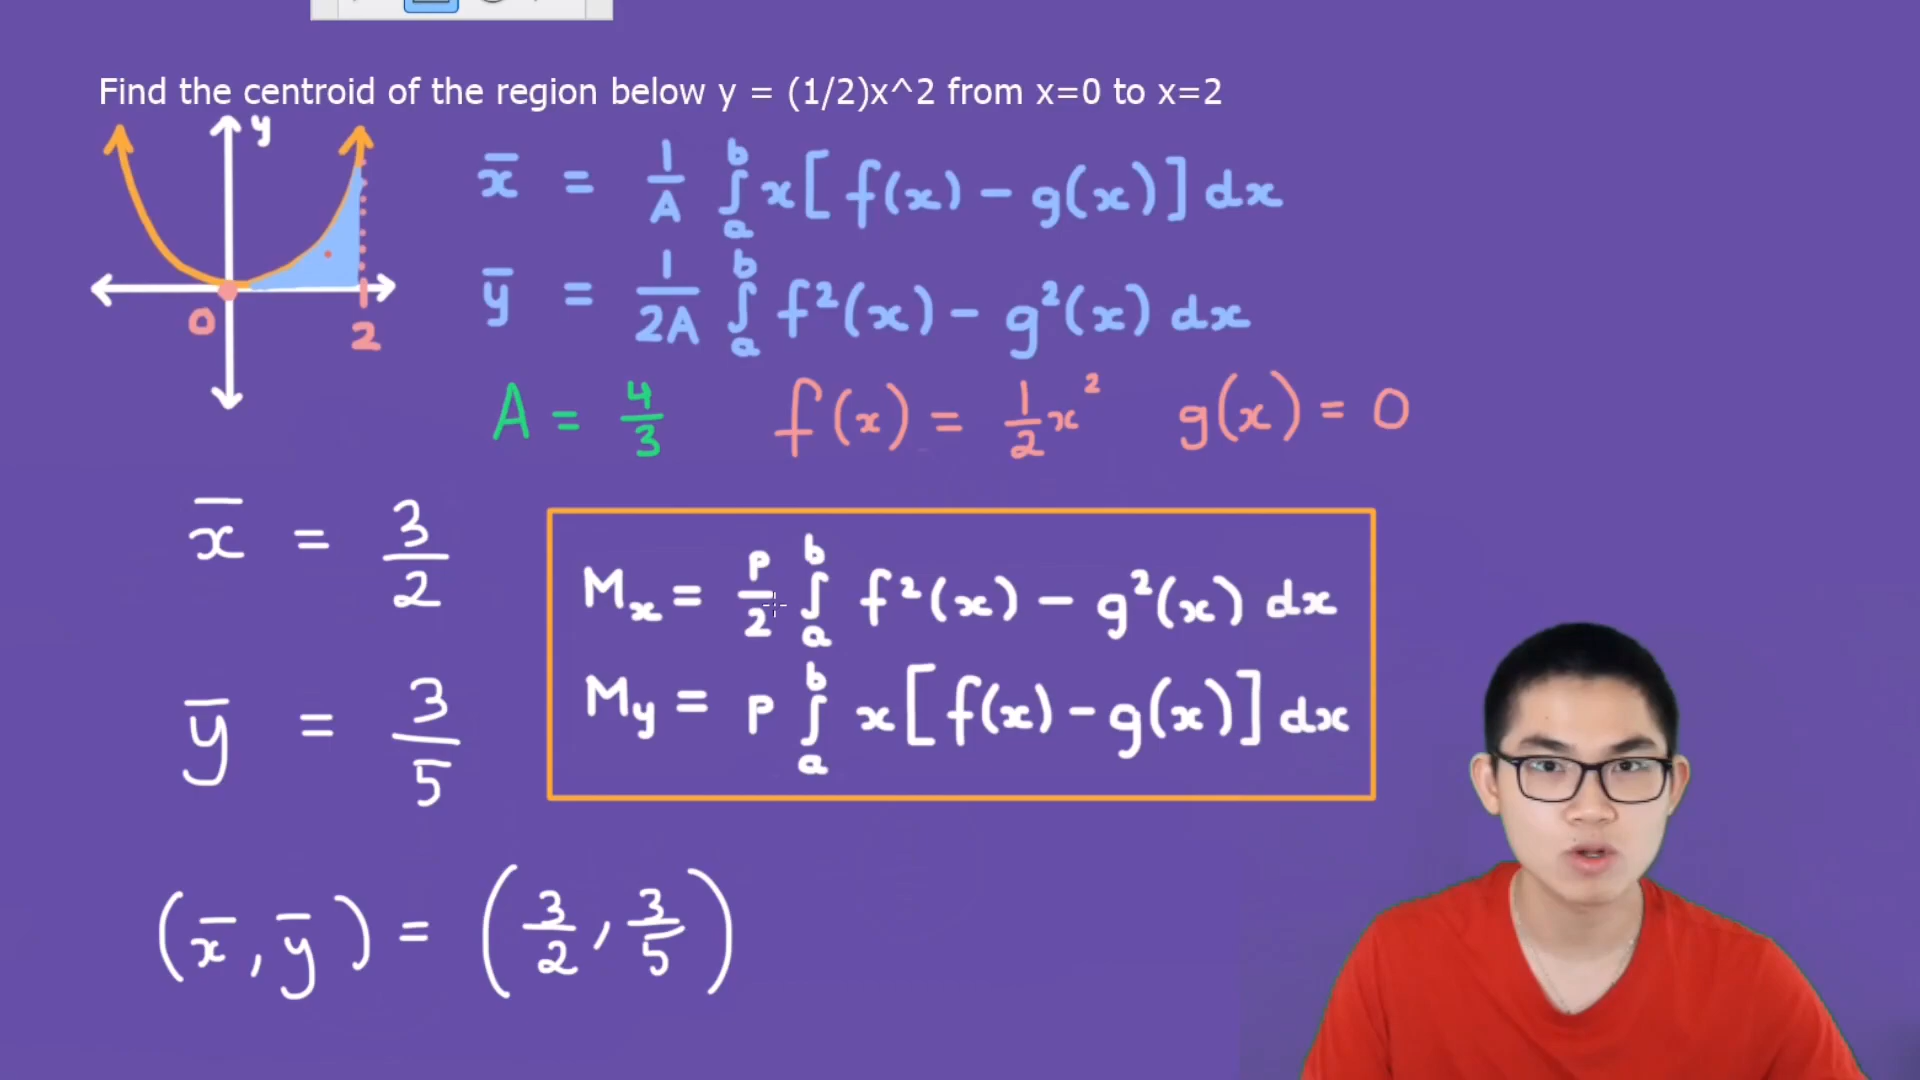 Find the centroid of the region below y = (1/2)x^2 from x=0 to x=2
y
0
2
x̄ = 1/A ∫ₐᵇ x[f(x) - g(x)] dx
ȳ = 1/2A ∫ₐᵇ f²(x) - g²(x) dx
A = 4/3 f(x) = 1/2 x² g(x) = 0
x̄ = 3/2
ȳ = 3/5
Mₓ = P/2 ∫ₐᵇ f²(x) - g²(x) dx
My = P ∫ₐᵇ x[f(x) - g(x)] dx
(x̄, ȳ) = (3/2, 3/5)